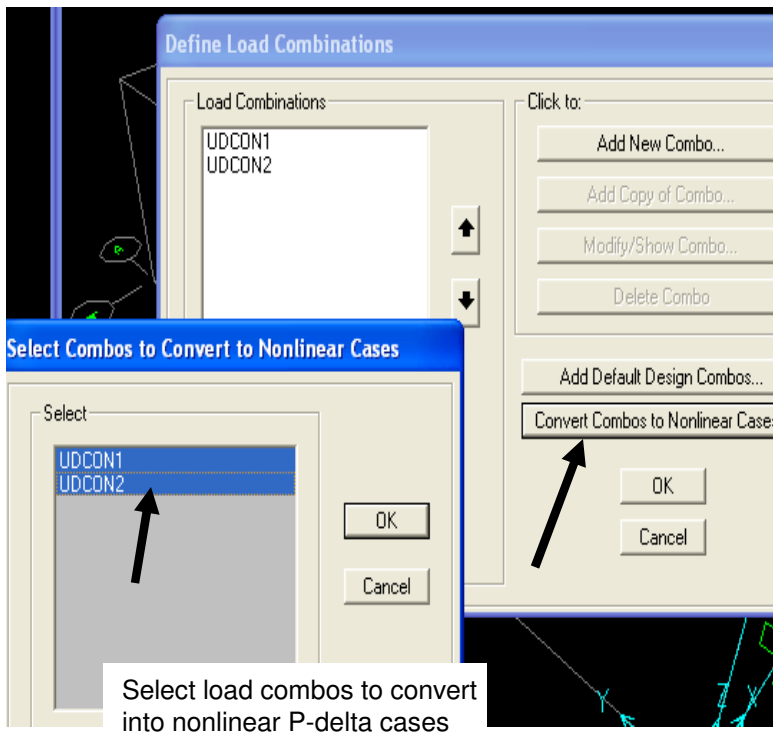 Define Load Combinations
Load Combinations
UDCON1
UDCON2
Click to:
Add New Combo...
Add Copy of Combo...
Modify/Show Combo...
Delete Combo
Add Default Design Combos...
Convert Combos to Nonlinear Cases
OK
Cancel
Select Combos to Convert to Nonlinear Cases
Select
UDCON1
UDCON2
OK
Cancel
Select load combos to convert
into nonlinear P-delta cases
Y
Z
X